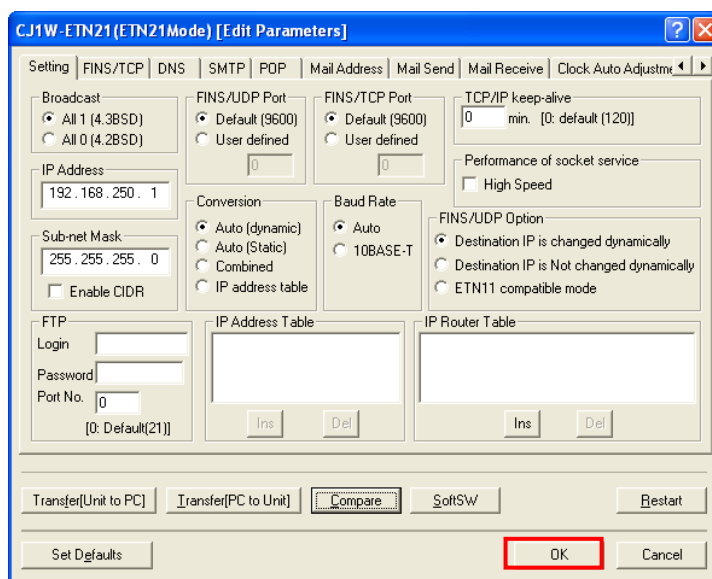 CJ1W-ETN21(ETN21Mode) [Edit Parameters]
Setting FINS/TCP DNS SMTP POP Mail Address Mail Send Mail Receive Clock Auto Adjustme
Broadcast
All 1 (4.3BSD)
All 0 (4.2BSD)
IP Address
192.168.250. 1
Sub-net Mask
255.255.255. 0
Enable CIDR
FINS/UDP Port
Default (9600)
User defined
0
FINS/TCP Port
Default (9600)
User defined
0
TCP/IP keep-alive
0 min. [0: default (120)]
Performance of socket service
High Speed
Conversion
Auto (dynamic)
Auto (Static)
Combined
IP address table
Baud Rate
Auto
10BASE-T
FINS/UDP Option
Destination IP is changed dynamically
Destination IP is Not changed dynamically
ETN11 compatible mode
FTP
Login
Password
Port No. 0
[0: Default(21)]
IP Address Table
Ins Del
IP Router Table
Ins Del
Transfer[Unit to PC] Transfer[PC to Unit] Compare SoftSW Restart
Set Defaults OK Cancel